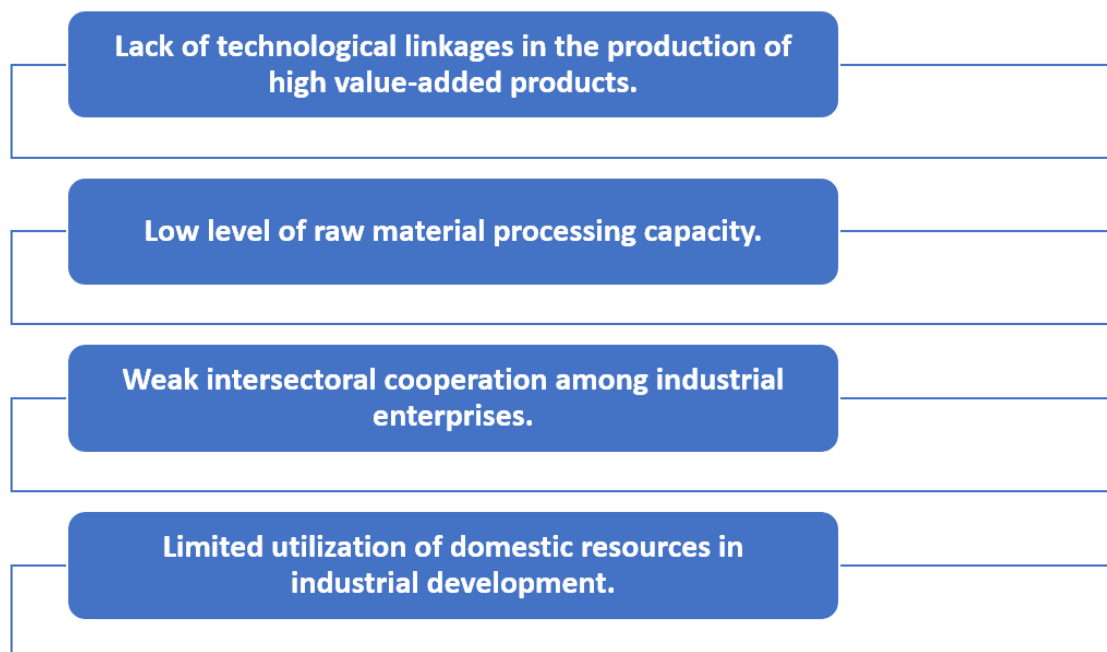 Lack of technological linkages in the production of
high value-added products.
Low level of raw material processing capacity.
Weak intersectoral cooperation among industrial
enterprises.
Limited utilization of domestic resources in
industrial development.